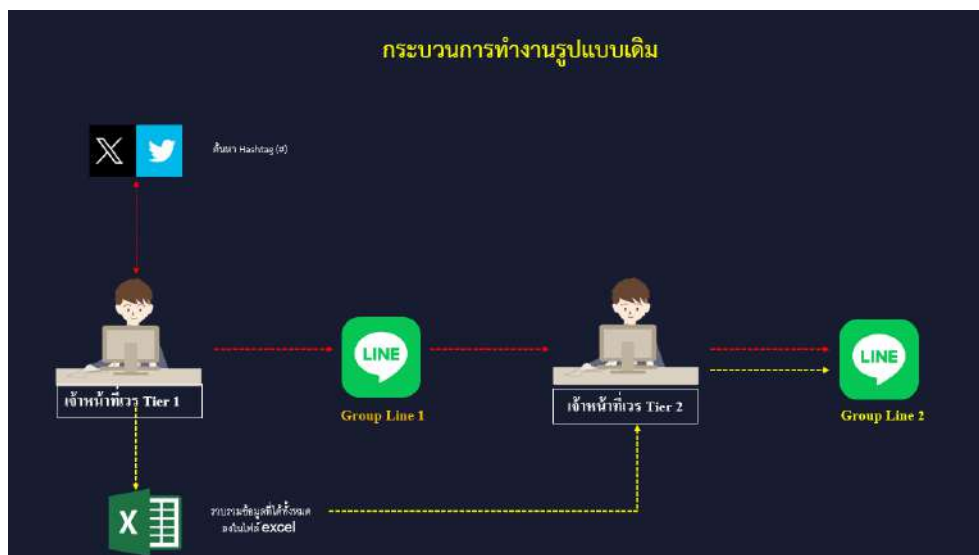 กระบวนการทำงานรูปแบบเดิม
ค้นหา Hashtag (#)
LINE
LINE
เจ้าหน้าที่เวร Tier 1
Group Line 1
เจ้าหน้าที่เวร Tier 2
Group Line 2
X
รวบรวมข้อมูลที่ได้ทั้งหมด
ลงในไฟล์ excel